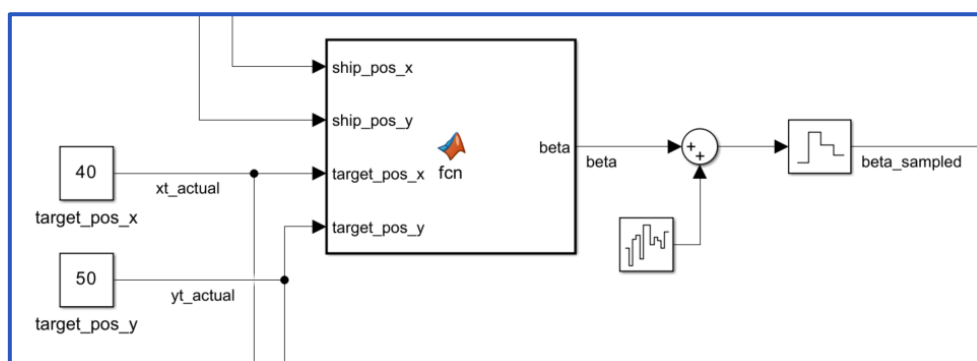 ship_pos_x
ship_pos_y
target_pos_x
target_pos_y
fcn
beta
40
xt_actual
target_pos_x
50
yt_actual
target_pos_y
beta
+
+
beta_sampled